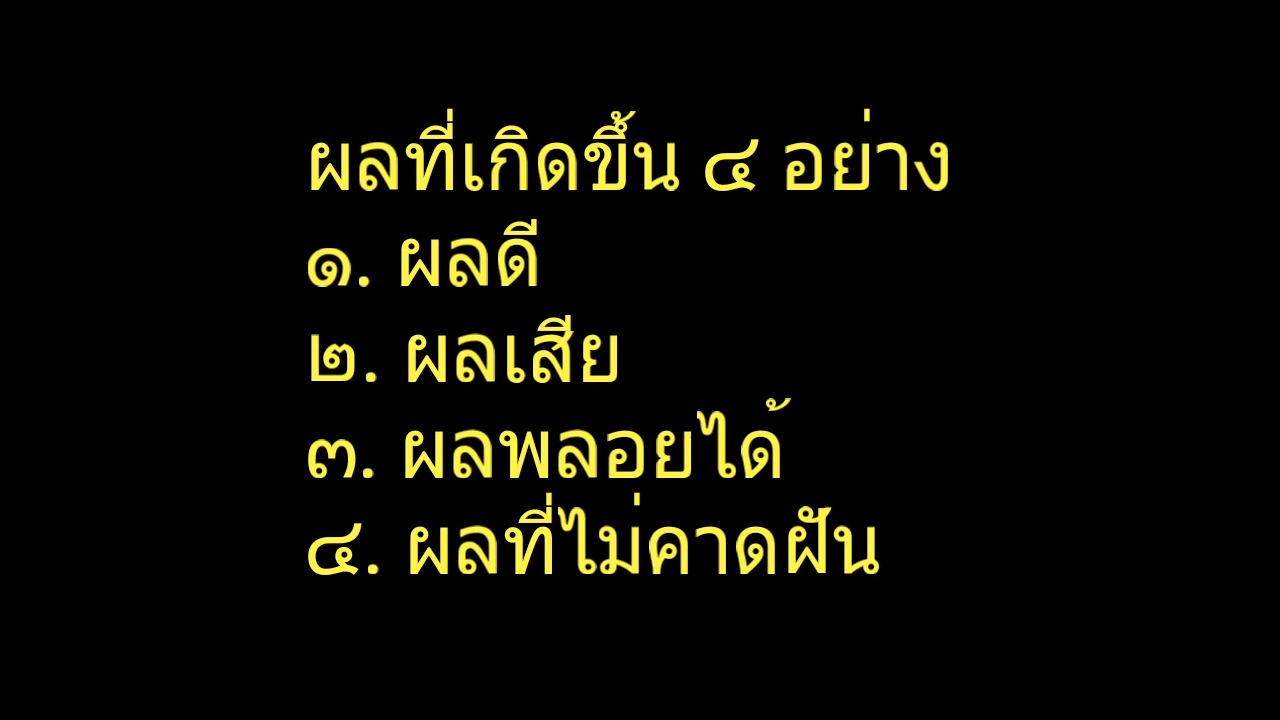 ผลที่เกิดขึ้น ๔ อย่าง
๑. ผลดี
๒. ผลเสีย
๓. ผลพลอยได้
๔. ผลที่ไม่คาดฝัน